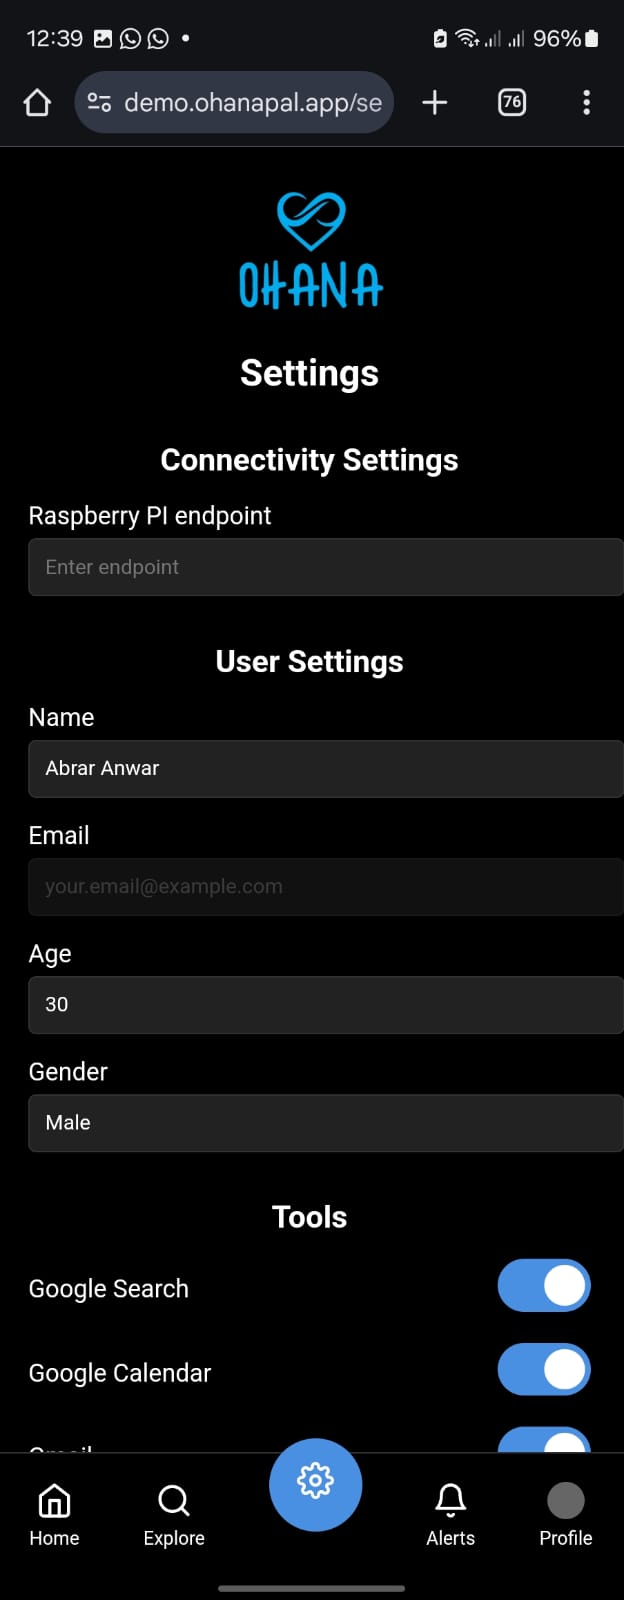 12:39
96%
demo.ohanapal.app/se
76
OHANA
Settings
Connectivity Settings
Raspberry PI endpoint
Enter endpoint
User Settings
Name
Abrar Anwar
Email
your.email@example.com
Age
30
Gender
Male
Tools
Google Search
Google Calendar
Gmail
Home
Explore
Alerts
Profile